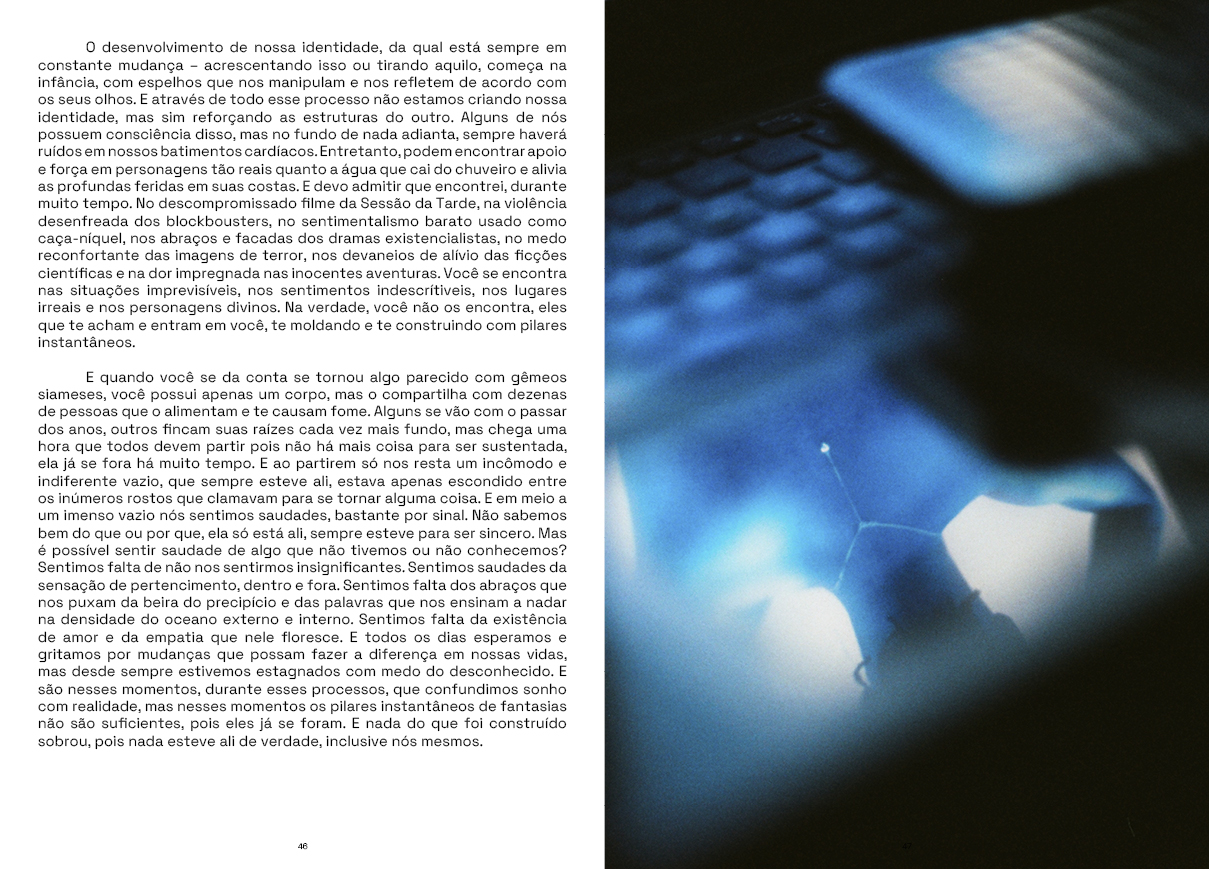 O desenvolvimento de nossa identidade, da qual está sempre em
constante mudança – acrescentando isso ou tirando aquilo, começa na
infância, com espelhos que nos manipulam e nos refletem de acordo com
os seus olhos. E através de todo esse processo não estamos criando nossa
identidade, mas sim reforçando as estruturas do outro. Alguns de nós
possuem consciência disso, mas no fundo de nada adianta, sempre haverá
ruídos em nossos batimentos cardíacos. Entretanto, podem encontrar apoio
e força em personagens tão reais quanto a água que cai do chuveiro e alivia
as profundas feridas em suas costas. E devo admitir que encontrei, durante
muito tempo. No descompromissado filme da Sessão da Tarde, na violência
desenfreada dos blockbousters, no sentimentalismo barato usado como
caça-níquel, nos abraços e facadas dos dramas existencialistas, no medo
reconfortante das imagens de terror, nos devaneios de alívio das ficções
científicas e na dor impregnada nas inocentes aventuras. Você se encontra
nas situações imprevisíveis, nos sentimentos indescritíveis, nos lugares
irreais e nos personagens divinos. Na verdade, você não os encontra, eles
que te acham e entram em você, te moldando e te construindo com pilares
instantâneos.
E quando você se da conta se tornou algo parecido com gêmeos
siameses, você possui apenas um corpo, mas o compartilha com dezenas
de pessoas que o alimentam e te causam fome. Alguns se vão com o passar
dos anos, outros fincam suas raízes cada vez mais fundo, mas chega uma
hora que todos devem partir pois não há mais coisa para ser sustentada,
ela já se fora há muito tempo. E ao partirem só nos resta um incômodo e
indiferente vazio, que sempre esteve ali, estava apenas escondido entre
os inúmeros rostos que clamavam para se tornar alguma coisa. E em meio a
um imenso vazio nós sentimos saudades, bastante por sinal. Não sabemos
bem do que ou por que, ela só está ali, sempre esteve para ser sincero. Mas
é possível sentir saudade de algo que não tivemos ou não conhecemos?
Sentimos falta de não nos sentirmos insignificantes. Sentimos saudades da
sensação de pertencimento, dentro e fora. Sentimos falta dos abraços que
nos puxam da beira do precipício e das palavras que nos ensinam a nadar
na densidade do oceano externo e interno. Sentimos falta da existência
de amor e da empatia que nele floresce. E todos os dias esperamos e
gritamos por mudanças que possam fazer a diferença em nossas vidas,
mas desde sempre estivemos estagnados com medo do desconhecido. E
são nesses momentos, durante esses processos, que confundimos sonho
com realidade, mas nesses momentos os pilares instantâneos de fantasias
não são suficientes, pois eles já se foram. E nada do que foi construído
sobrou, pois nada esteve ali de verdade, inclusive nós mesmos.
46
47